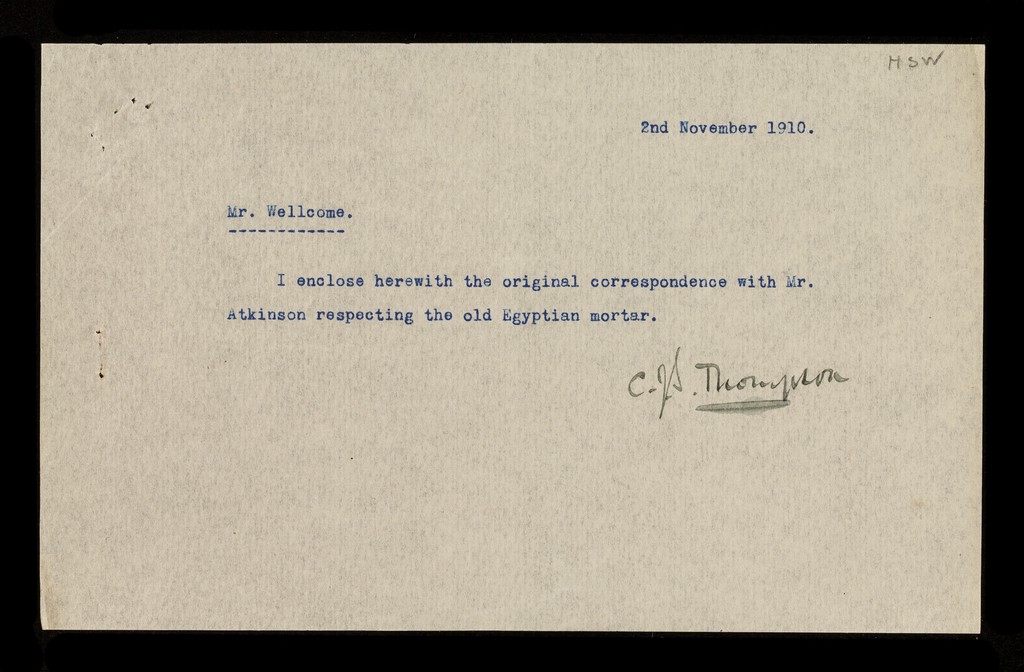 HSW
2nd November 1910.
Mr. Wellcome.
I enclose herewith the original correspondence with Mr.
Atkinson respecting the old Egyptian mortar.
C.J.S. Thompson